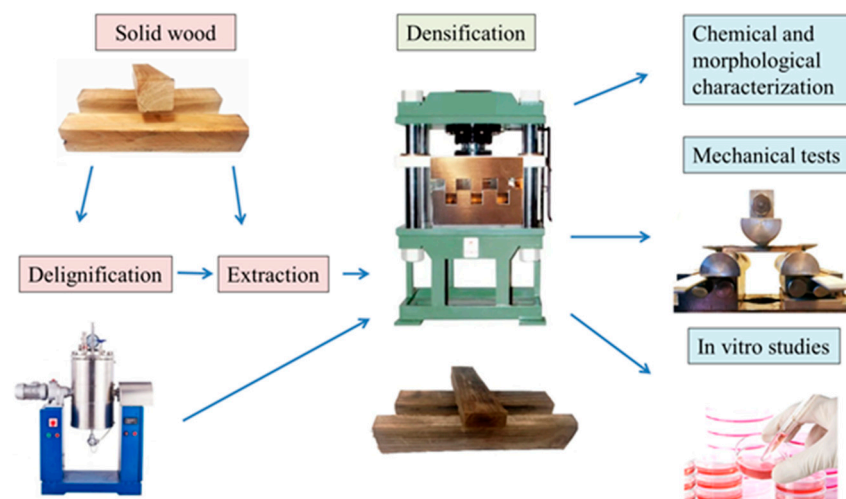 Solid wood
Densification
Chemical and
morphological
characterization
Mechanical tests
Delignification
Extraction
In vitro studies